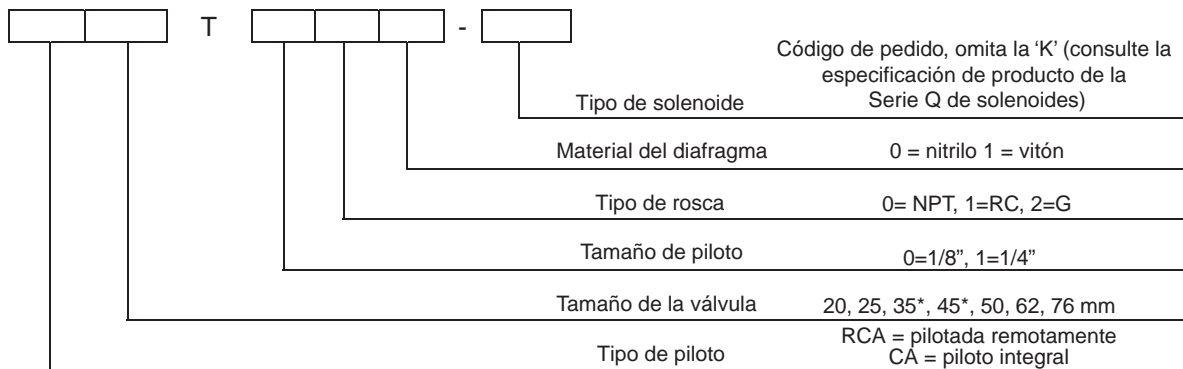 T -
Código de pedido, omita la ‘K’ (consulte la
especificación de producto de la
Tipo de solenoide Serie Q de solenoides)
Material del diafragma 0 = nitrilo 1 = vitón
Tipo de rosca 0= NPT, 1=RC, 2=G
Tamaño de piloto 0=1/8”, 1=1/4”
Tamaño de la válvula 20, 25, 35*, 45*, 50, 62, 76 mm
RCA = pilotada remotamente
Tipo de piloto CA = piloto integral